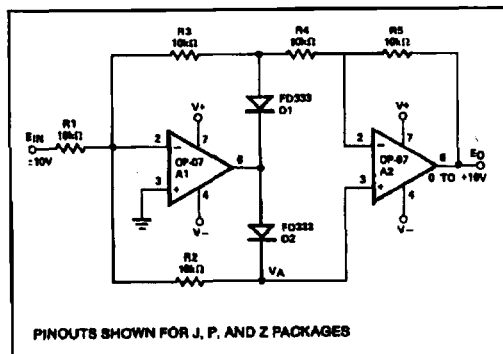 R3
10kΩ
R4
10kΩ
R5
10kΩ
FD333
D1
V+
7
V+
7
R1
10kΩ
EIN
±10V
2
−
OP-07
A1
6
3
+
4
V−
2
−
OP-07
A2
6
EO
0 TO +10V
3
+
4
V−
FD333
D2
R2
10kΩ
VA
PINOUTS SHOWN FOR J, P, AND Z PACKAGES